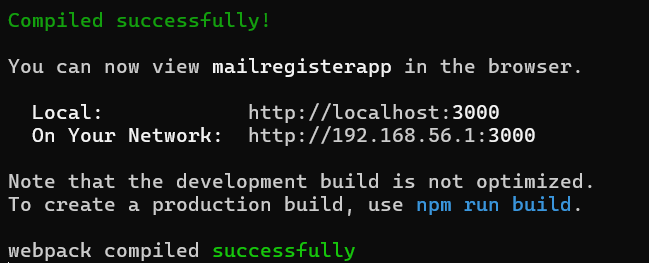 Compiled successfully!
You can now view mailregisterapp in the browser.
Local: http://localhost:3000
On Your Network: http://192.168.56.1:3000
Note that the development build is not optimized.
To create a production build, use npm run build.
webpack compiled successfully